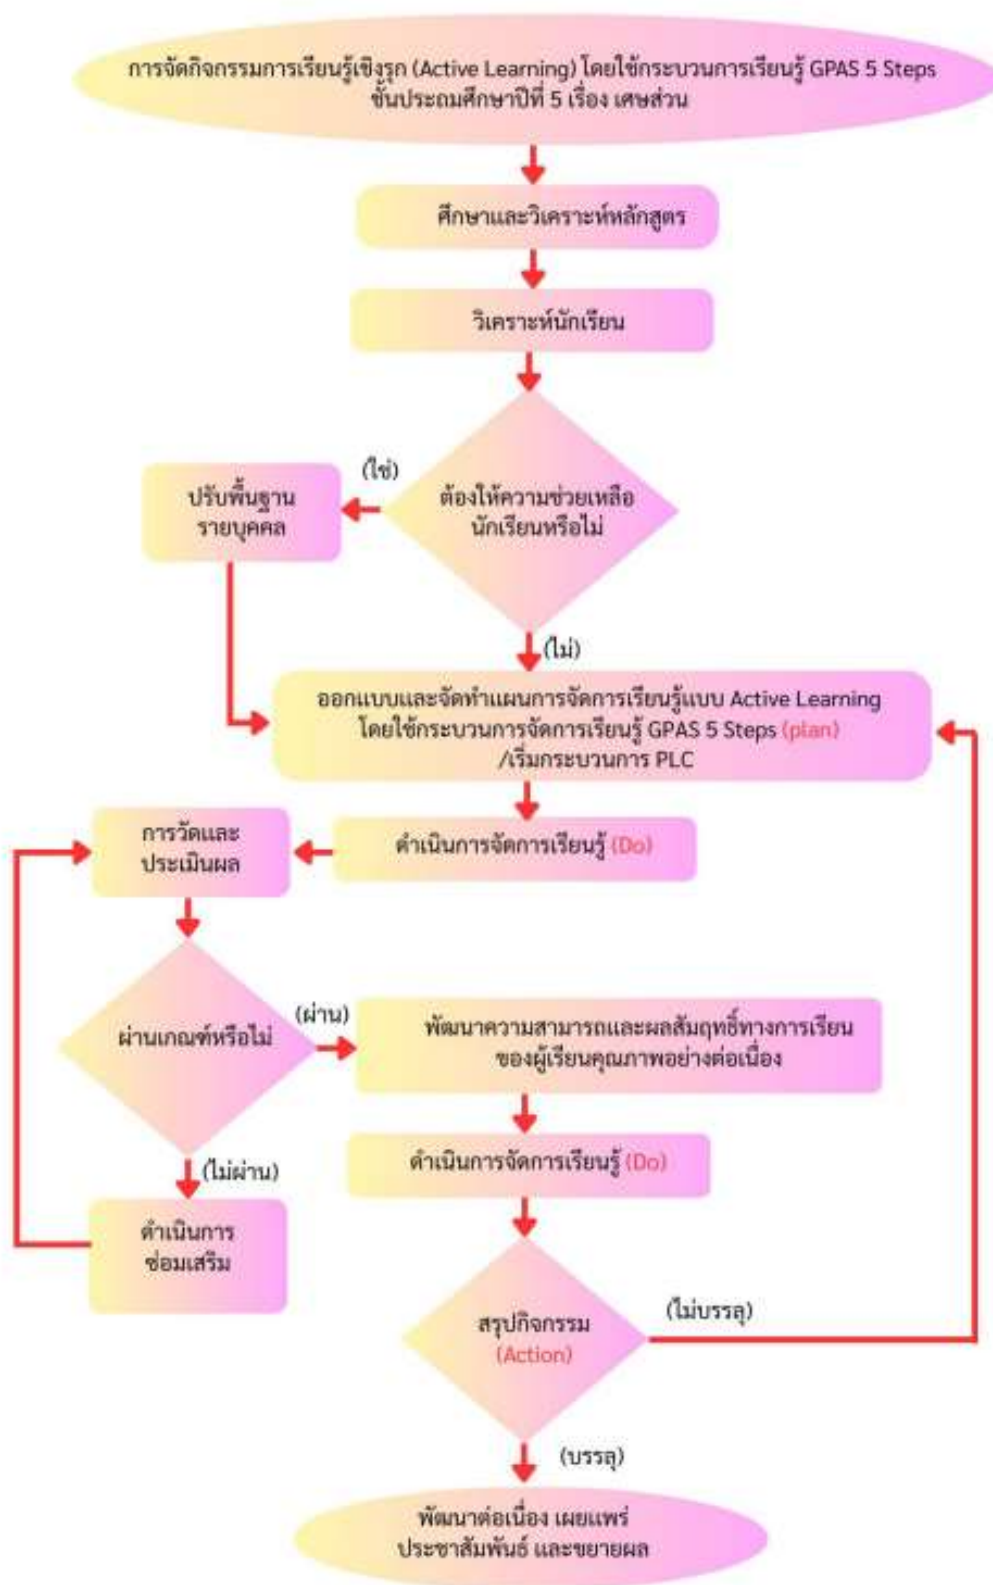 การจัดกิจกรรมการเรียนรู้เชิงรุก (Active Learning) โดยใช้กระบวนการเรียนรู้ GPAS 5 Steps
ชั้นประถมศึกษาปีที่ 5 เรื่อง เศษส่วน
ศึกษาและวิเคราะห์หลักสูตร
วิเคราะห์นักเรียน
ต้องให้ความช่วยเหลือ
นักเรียนหรือไม่
(ใช่)
ปรับพื้นฐาน
รายบุคคล
(ไม่)
ออกแบบและจัดทำแผนการจัดการเรียนรู้แบบ Active Learning
โดยใช้กระบวนการจัดการเรียนรู้ GPAS 5 Steps (plan)
/เริ่มกระบวนการ PLC
ดำเนินการจัดการเรียนรู้ (Do)
การวัดและ
ประเมินผล
ผ่านเกณฑ์หรือไม่
(ผ่าน)
พัฒนาความสามารถและผลสัมฤทธิ์ทางการเรียน
ของผู้เรียนคุณภาพอย่างต่อเนื่อง
(ไม่ผ่าน)
ดำเนินการ
ซ่อมเสริม
ดำเนินการจัดการเรียนรู้ (Do)
สรุปกิจกรรม
(Action)
(ไม่บรรลุ)
(บรรลุ)
พัฒนาต่อเนื่อง เผยแพร่
ประชาสัมพันธ์ และขยายผล